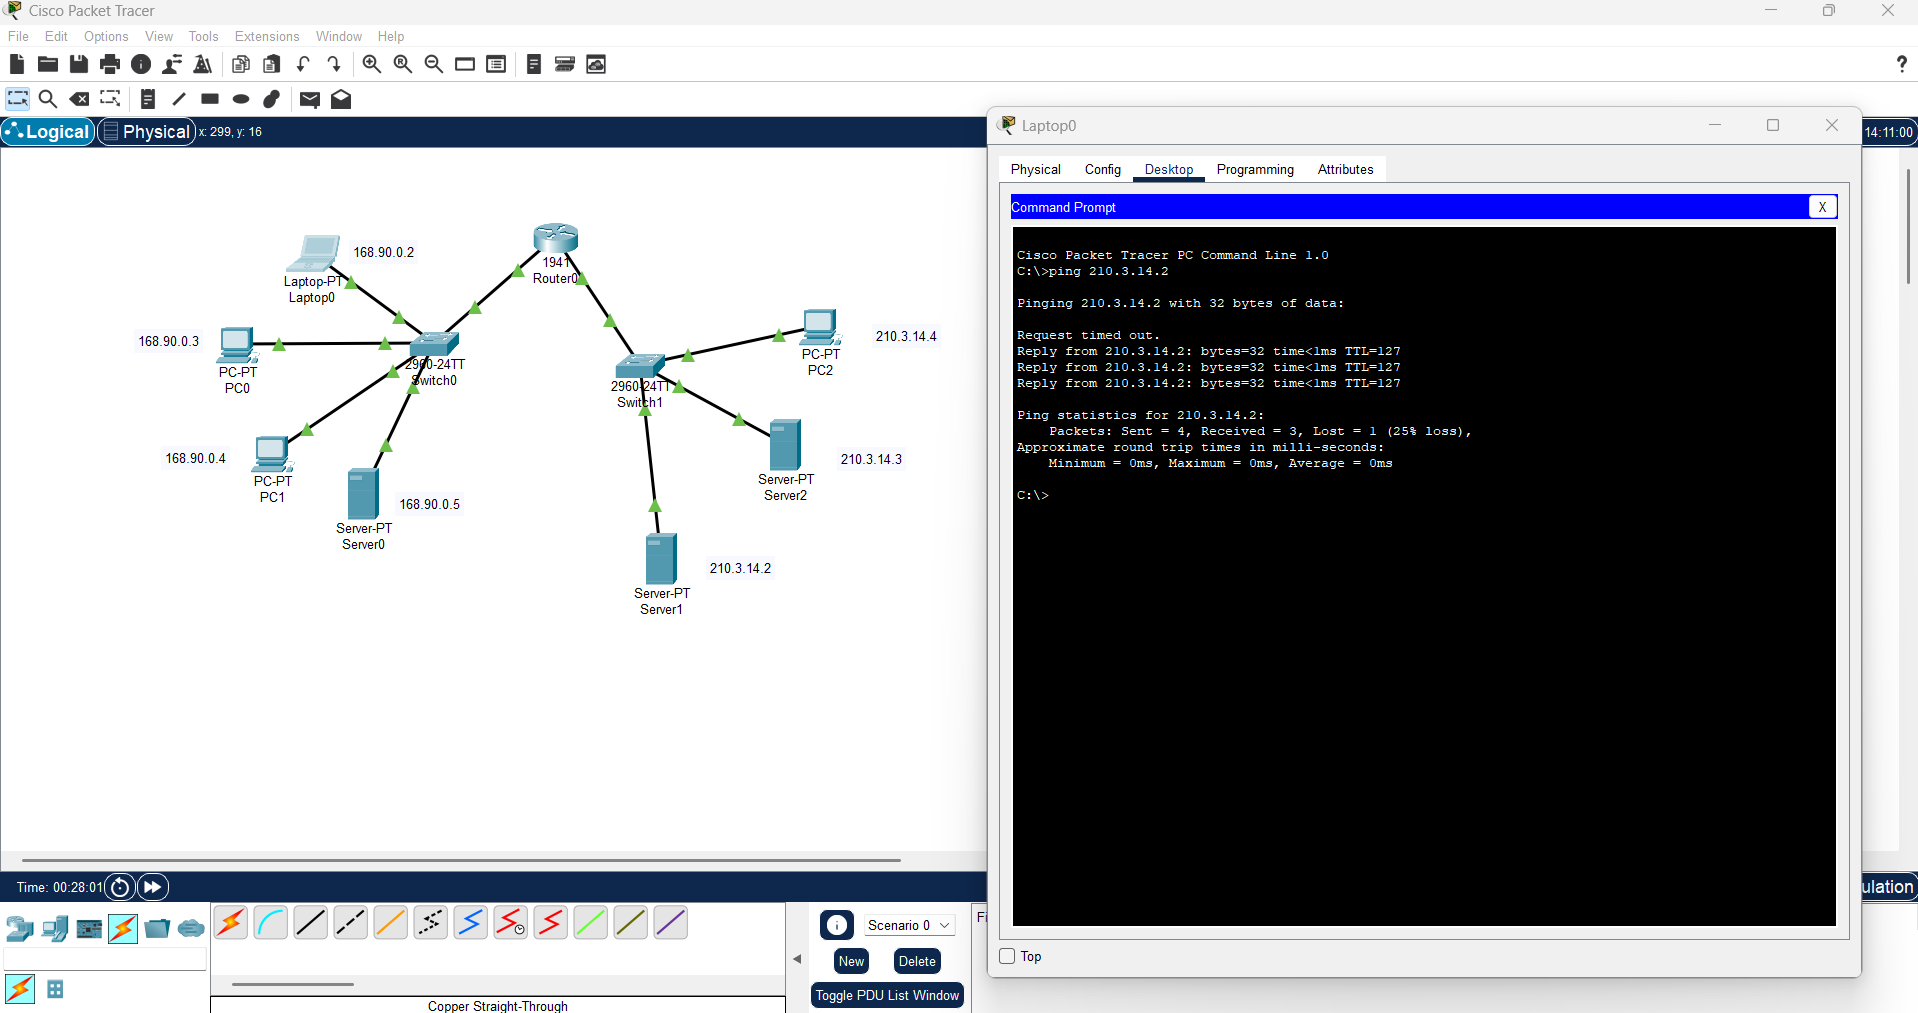 Cisco Packet Tracer
File Edit Options View Tools Extensions Window Help
Logical Physical x: 299, y: 16
14:11:00
168.90.0.2
Laptop-PT
Laptop0
1941
Router0
168.90.0.3
PC-PT
PC0
2960-24TT
Switch0
210.3.14.4
PC-PT
PC2
2960-24TT
Switch1
168.90.0.4
PC-PT
PC1
168.90.0.5
Server-PT
Server0
210.3.14.3
Server-PT
Server2
210.3.14.2
Server-PT
Server1
Laptop0
Physical Config Desktop Programming Attributes
Command Prompt X
Cisco Packet Tracer PC Command Line 1.0
C:\>ping 210.3.14.2
Pinging 210.3.14.2 with 32 bytes of data:
Request timed out.
Reply from 210.3.14.2: bytes=32 time<1ms TTL=127
Reply from 210.3.14.2: bytes=32 time<1ms TTL=127
Reply from 210.3.14.2: bytes=32 time<1ms TTL=127
Ping statistics for 210.3.14.2:
Packets: Sent = 4, Received = 3, Lost = 1 (25% loss),
Approximate round trip times in milli-seconds:
Minimum = 0ms, Maximum = 0ms, Average = 0ms
C:\>
Top
Time: 00:28:01
ulation
Scenario 0
Fi
New Delete
Toggle PDU List Window
Copper Straight-Through